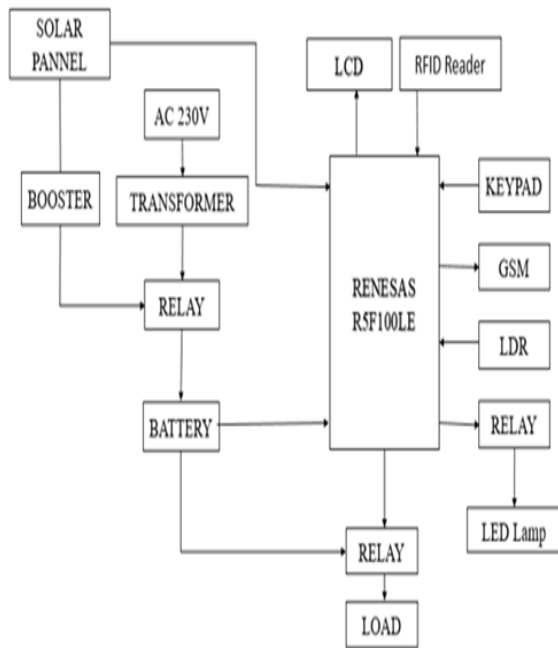 SOLAR
PANNEL
LCD
RFID Reader
AC 230V
BOOSTER
TRANSFORMER
KEYPAD
RENESAS
R5F100LE
GSM
RELAY
LDR
BATTERY
RELAY
LED Lamp
RELAY
LOAD